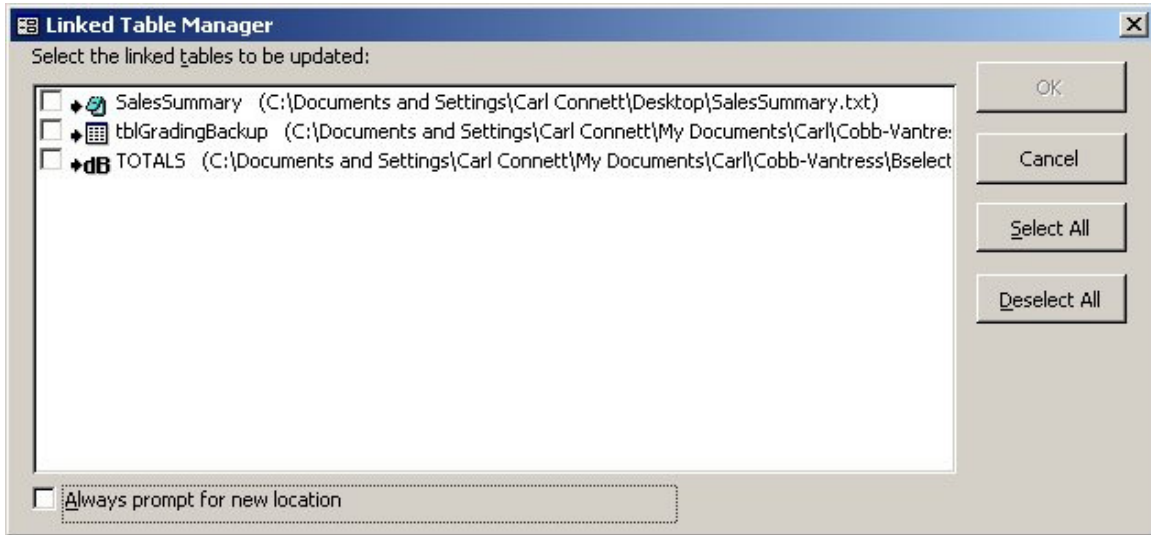 Linked Table Manager
Select the linked tables to be updated:
SalesSummary (C:\Documents and Settings\Carl Connett\Desktop\SalesSummary.txt)
tblGradingBackup (C:\Documents and Settings\Carl Connett\My Documents\Carl\Cobb-Vantres
dB TOTALS (C:\Documents and Settings\Carl Connett\My Documents\Carl\Cobb-Vantress\Bselect
OK
Cancel
Select All
Deselect All
Always prompt for new location